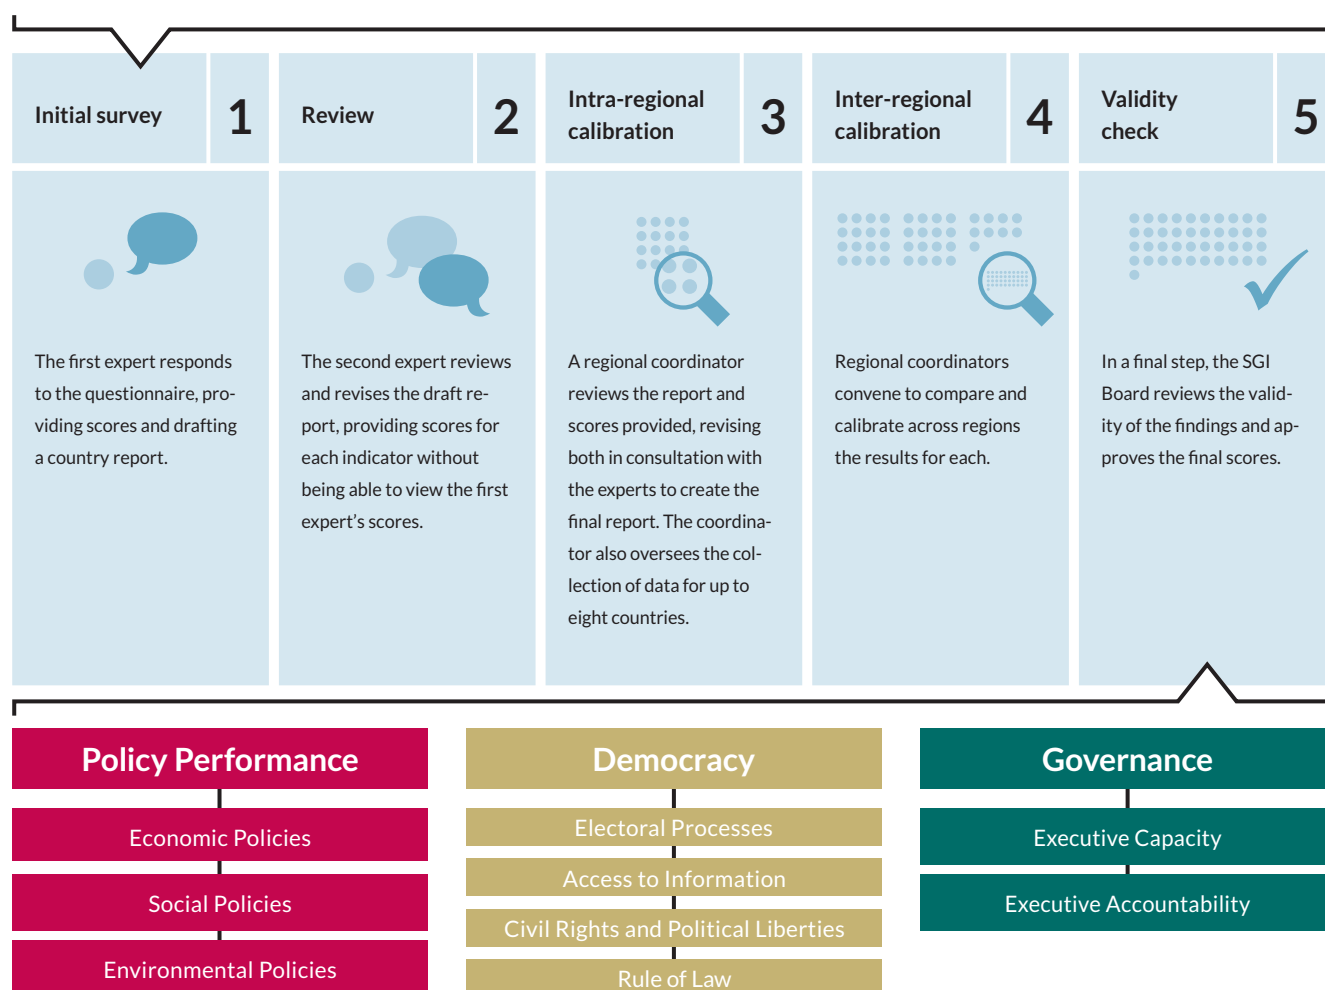 Initial survey
1
Review
2
Intra-regional
calibration
3
Inter-regional
calibration
4
Validity
check
5
The first expert responds
to the questionnaire, pro-
viding scores and drafting
a country report.
The second expert reviews
and revises the draft re-
port, providing scores for
each indicator without
being able to view the first
expert’s scores.
A regional coordinator
reviews the report and
scores provided, revising
both in consultation with
the experts to create the
final report. The coordina-
tor also oversees the col-
lection of data for up to
eight countries.
Regional coordinators
convene to compare and
calibrate across regions
the results for each.
In a final step, the SGI
Board reviews the valid-
ity of the findings and ap-
proves the final scores.
Policy Performance
Economic Policies
Social Policies
Environmental Policies
Democracy
Electoral Processes
Access to Information
Civil Rights and Political Liberties
Rule of Law
Governance
Executive Capacity
Executive Accountability